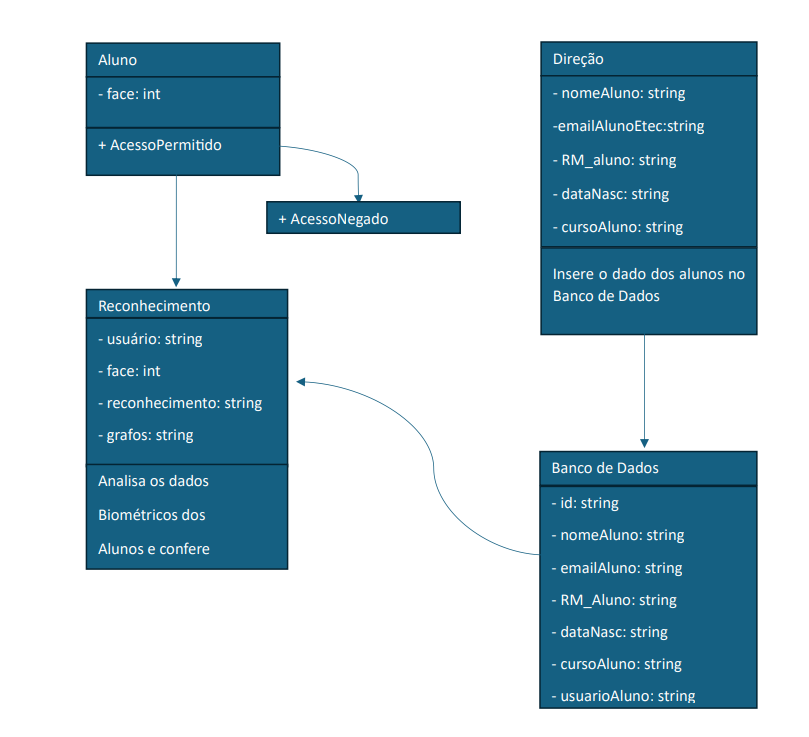 Aluno
- face: int
+ AcessoPermitido
+ AcessoNegado
Reconhecimento
- usuário: string
- face: int
- reconhecimento: string
- grafos: string
Analisa os dados
Biométricos dos
Alunos e confere
Direção
- nomeAluno: string
-emailAlunoEtec:string
- RM_aluno: string
- dataNasc: string
- cursoAluno: string
Insere o dado dos alunos no
Banco de Dados
Banco de Dados
- id: string
- nomeAluno: string
- emailAluno: string
- RM_Aluno: string
- dataNasc: string
- cursoAluno: string
- usuarioAluno: string